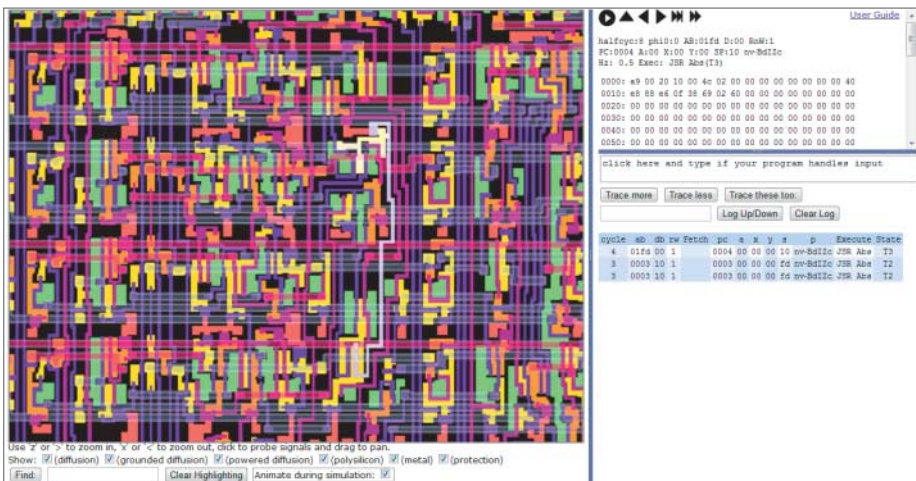 User Guide
halfcyc:8 phi0:0 AB:01fd D:00 RnW:1
PC:0004 A:00 X:00 Y:00 SP:10 nv-BdIZc
Hz: 0.5 Exec: JSR Abs(T3)
0000: a9 00 20 10 00 4c 02 00 00 00 00 00 00 00 00 40
0010: e8 88 e6 0f 38 69 02 60 00 00 00 00 00 00 00 00
0020: 00 00 00 00 00 00 00 00 00 00 00 00 00 00 00 00
0030: 00 00 00 00 00 00 00 00 00 00 00 00 00 00 00 00
0040: 00 00 00 00 00 00 00 00 00 00 00 00 00 00 00 00
0050: 00 00 00 00 00 00 00 00 00 00 00 00 00 00 00 00
click here and type if your program handles input
Trace more Trace less Trace these too:
Log Up/Down Clear Log
cycle ab db rw Fetch pc a x y s p Execute State
4 01fd 00 1 0004 00 00 00 10 nv-BdIZc JSR Abs T3
3 0003 10 1 0003 00 00 00 fd nv-BdIZc JSR Abs T2
3 0003 10 1 0003 00 00 00 fd nv-BdIZc JSR Abs T2
Use 'z' or '>' to zoom in, 'x' or '<' to zoom out, click to probe signals and drag to pan.
Show: (diffusion) (grounded diffusion) (powered diffusion) (polysilicon) (metal) (protection)
Find: Clear Highlighting Animate during simulation: